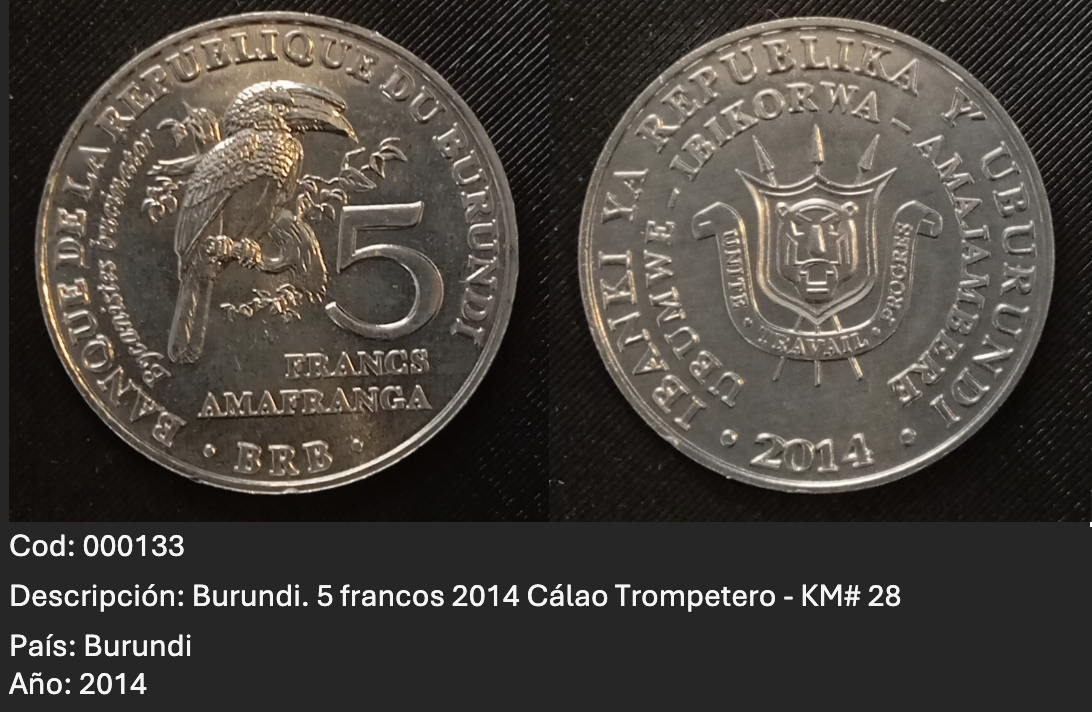 BANQUE DE LA REPUBLIQUE DU BURUNDI
Bycanistes bucinator
5
FRANCS
AMAFRANGA
• BRB •
IBANKI YA REPUBLIKA Y' UBURUNDI
UBUMWE - IBIKORWA - AMAJAMBERE
UNITE • TRAVAIL • PROGRES
• 2014 •
Cod: 000133
Descripción: Burundi. 5 francos 2014 Cálao Trompetero - KM# 28
País: Burundi
Año: 2014